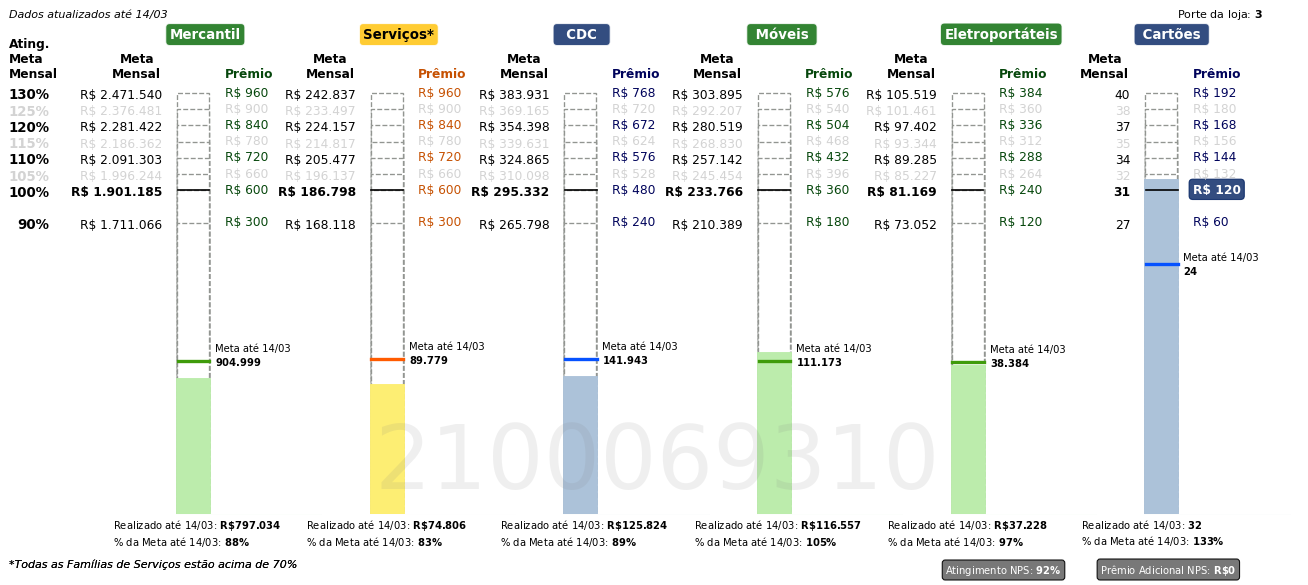 Dados atualizados até 14/03
Porte da loja: 3
Mercantil Serviços* CDC Móveis Eletroportáteis Cartões
Ating. Meta Mensal
Meta Mensal Prêmio Meta Mensal Prêmio Meta Mensal Prêmio Meta Mensal Prêmio Meta Mensal Prêmio Meta Mensal Prêmio
130% R$ 2.471.540 R$ 960 R$ 242.837 R$ 960 R$ 383.931 R$ 768 R$ 303.895 R$ 576 R$ 105.519 R$ 384 40 R$ 192
125% R$ 2.376.481 R$ 900 R$ 233.497 R$ 900 R$ 369.165 R$ 720 R$ 292.207 R$ 540 R$ 101.461 R$ 360 38 R$ 180
120% R$ 2.281.422 R$ 840 R$ 224.157 R$ 840 R$ 354.398 R$ 672 R$ 280.519 R$ 504 R$ 97.402 R$ 336 37 R$ 168
115% R$ 2.186.362 R$ 780 R$ 214.817 R$ 780 R$ 339.631 R$ 624 R$ 268.830 R$ 468 R$ 93.344 R$ 312 35 R$ 156
110% R$ 2.091.303 R$ 720 R$ 205.477 R$ 720 R$ 324.865 R$ 576 R$ 257.142 R$ 432 R$ 89.285 R$ 288 34 R$ 144
105% R$ 1.996.244 R$ 660 R$ 196.137 R$ 660 R$ 310.098 R$ 528 R$ 245.454 R$ 396 R$ 85.227 R$ 264 32 R$ 132
100% R$ 1.901.185 R$ 600 R$ 186.798 R$ 600 R$ 295.332 R$ 480 R$ 233.766 R$ 360 R$ 81.169 R$ 240 31 R$ 120
90% R$ 1.711.066 R$ 300 R$ 168.118 R$ 300 R$ 265.798 R$ 240 R$ 210.389 R$ 180 R$ 73.052 R$ 120 27 R$ 60
Meta até 14/03
24
Meta até 14/03 Meta até 14/03 Meta até 14/03 Meta até 14/03 Meta até 14/03
904.999 89.779 141.943 111.173 38.384
2100069310
Realizado até 14/03: R$797.034 Realizado até 14/03: R$74.806 Realizado até 14/03: R$125.824 Realizado até 14/03: R$116.557 Realizado até 14/03: R$37.228 Realizado até 14/03: 32
% da Meta até 14/03: 88% % da Meta até 14/03: 83% % da Meta até 14/03: 89% % da Meta até 14/03: 105% % da Meta até 14/03: 97% % da Meta até 14/03: 133%
*Todas as Famílias de Serviços estão acima de 70%
Atingimento NPS: 92% Prêmio Adicional NPS: R$0